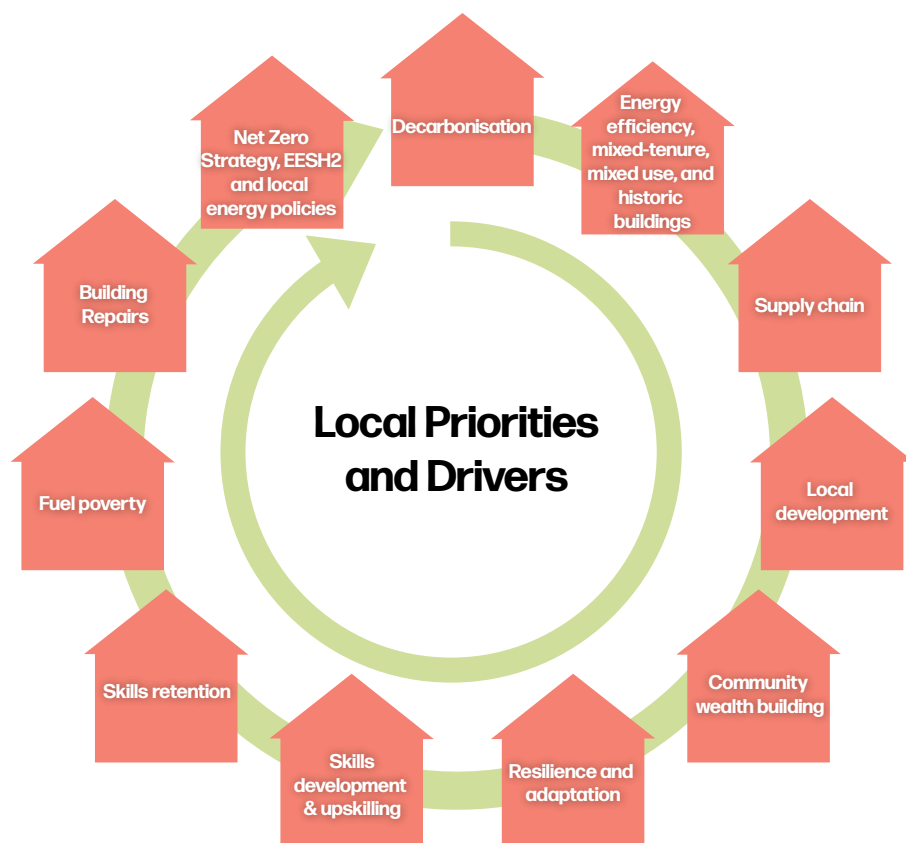 Decarbonisation
Energy
efficiency,
mixed-tenure,
mixed use, and
historic
buildings
Supply chain
Local
development
Community
wealth building
Resilience and
adaptation
Skills
development
& upskilling
Skills retention
Fuel poverty
Building
Repairs
Net Zero
Strategy, EESH2
and local
energy policies
Local Priorities
and Drivers